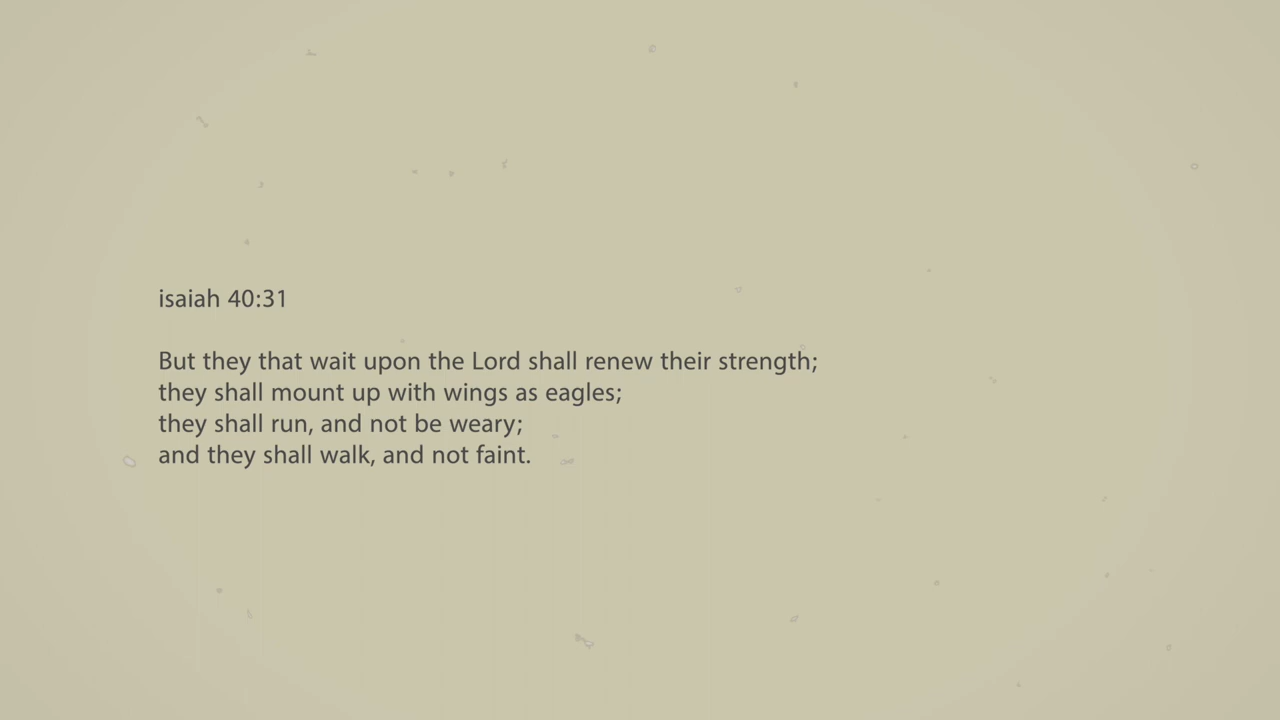 isaiah 40:31
But they that wait upon the Lord shall renew their strength;
they shall mount up with wings as eagles;
they shall run, and not be weary;
and they shall walk, and not faint.